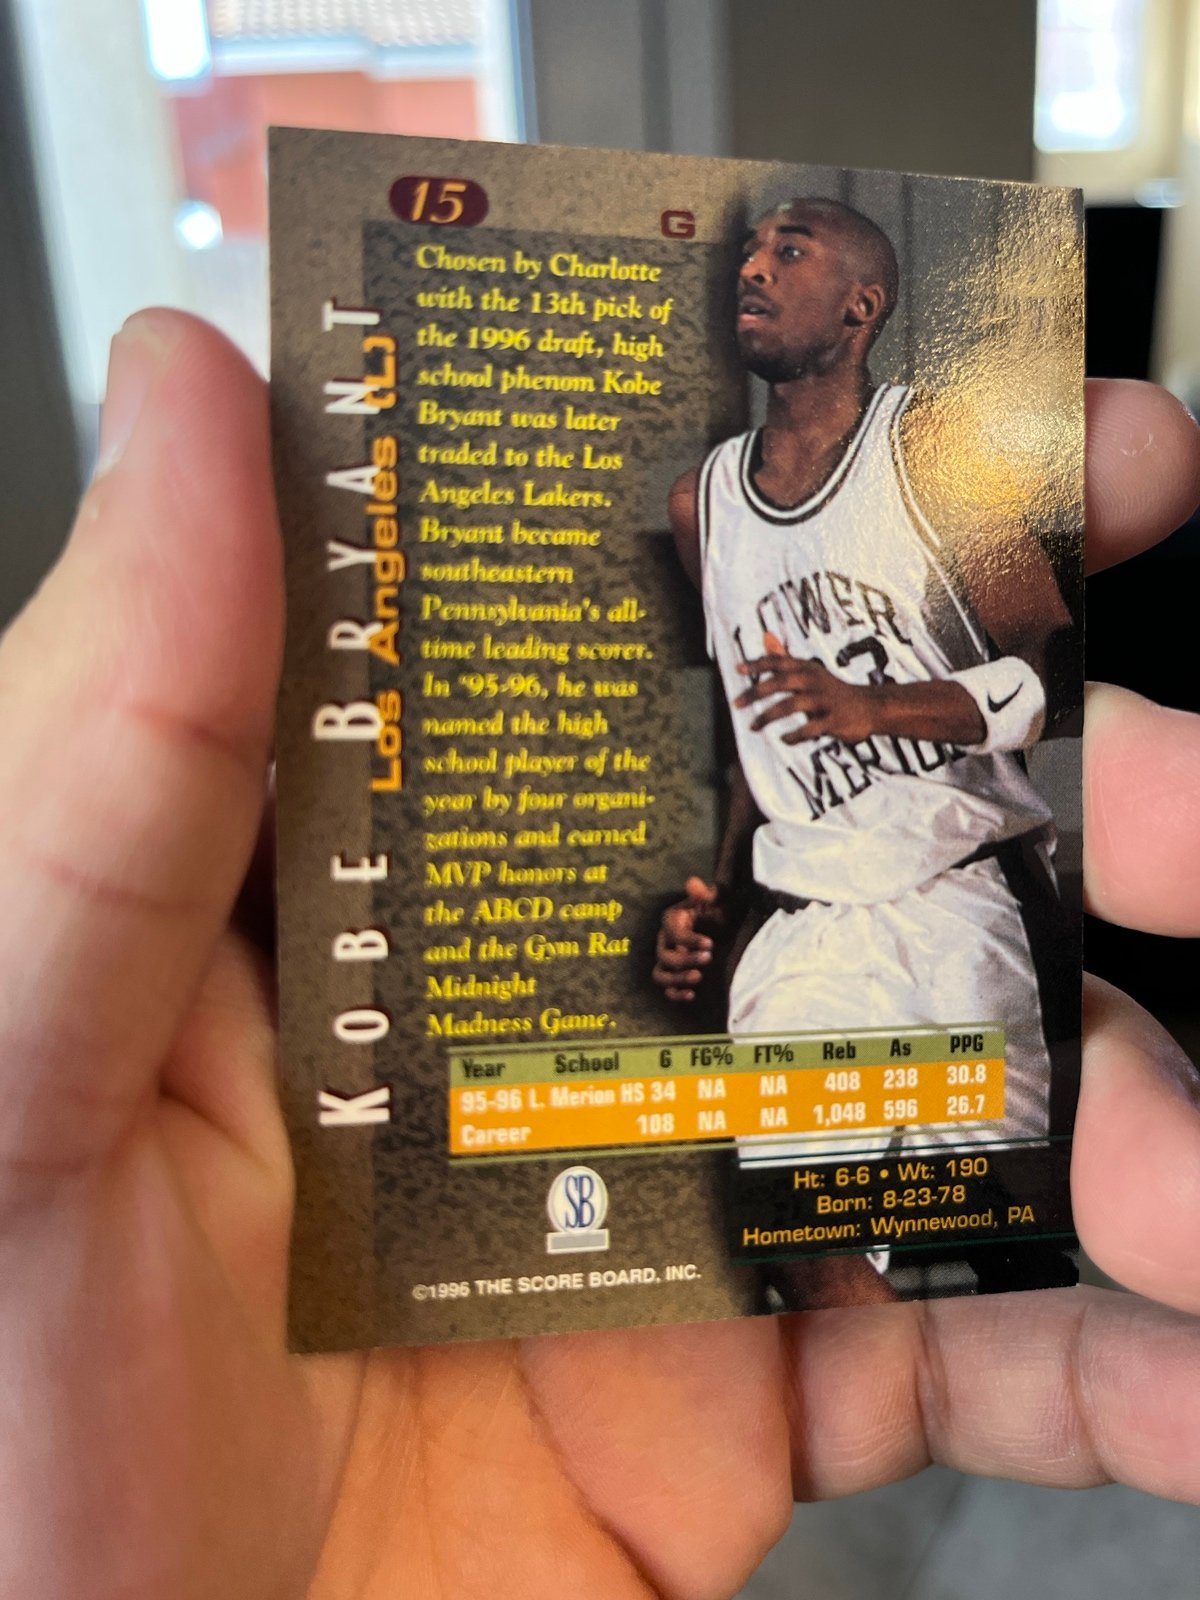 15
G
KOBE BRYANT
Los Angeles (L)
Chosen by Charlotte
with the 13th pick of
the 1996 draft, high
school phenom Kobe
Bryant was later
traded to the Los
Angeles Lakers.
Bryant became
southeastern
Pennsylvania's all-
time leading scorer.
In '95-96, he was
named the high
school player of the
year by four organi-
zations and earned
MVP honors at
the ABCD camp
and the Gym Rat
Midnight
Madness Game.
LOWER
3
MERION
Year School G FG% FT% Reb As PPG
95-96 L. Merion HS 34 NA NA 408 238 30.8
Career 108 NA NA 1,048 596 26.7
Ht: 6-6 • Wt: 190
Born: 8-23-78
Hometown: Wynnewood, PA
SB
©1996 THE SCORE BOARD, INC.